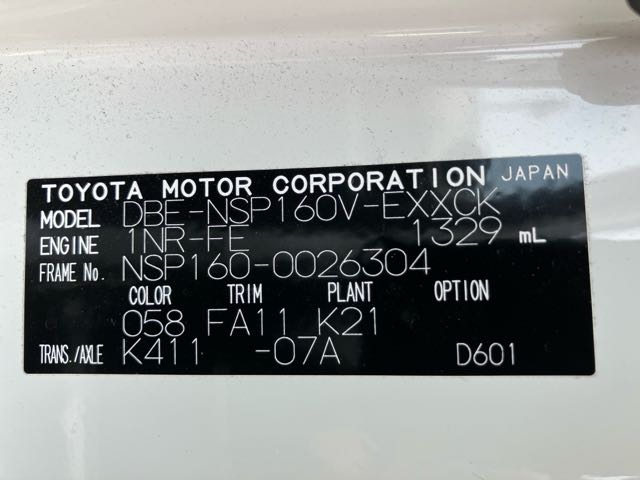 TOYOTA MOTOR CORPORATION JAPAN
MODEL DBE-NSP160V-EXXCK
ENGINE 1NR-FE 1329 mL
FRAME No. NSP160-0026304
COLOR TRIM PLANT OPTION
058 FA11 K21
TRANS./AXLE K411 -07A D601